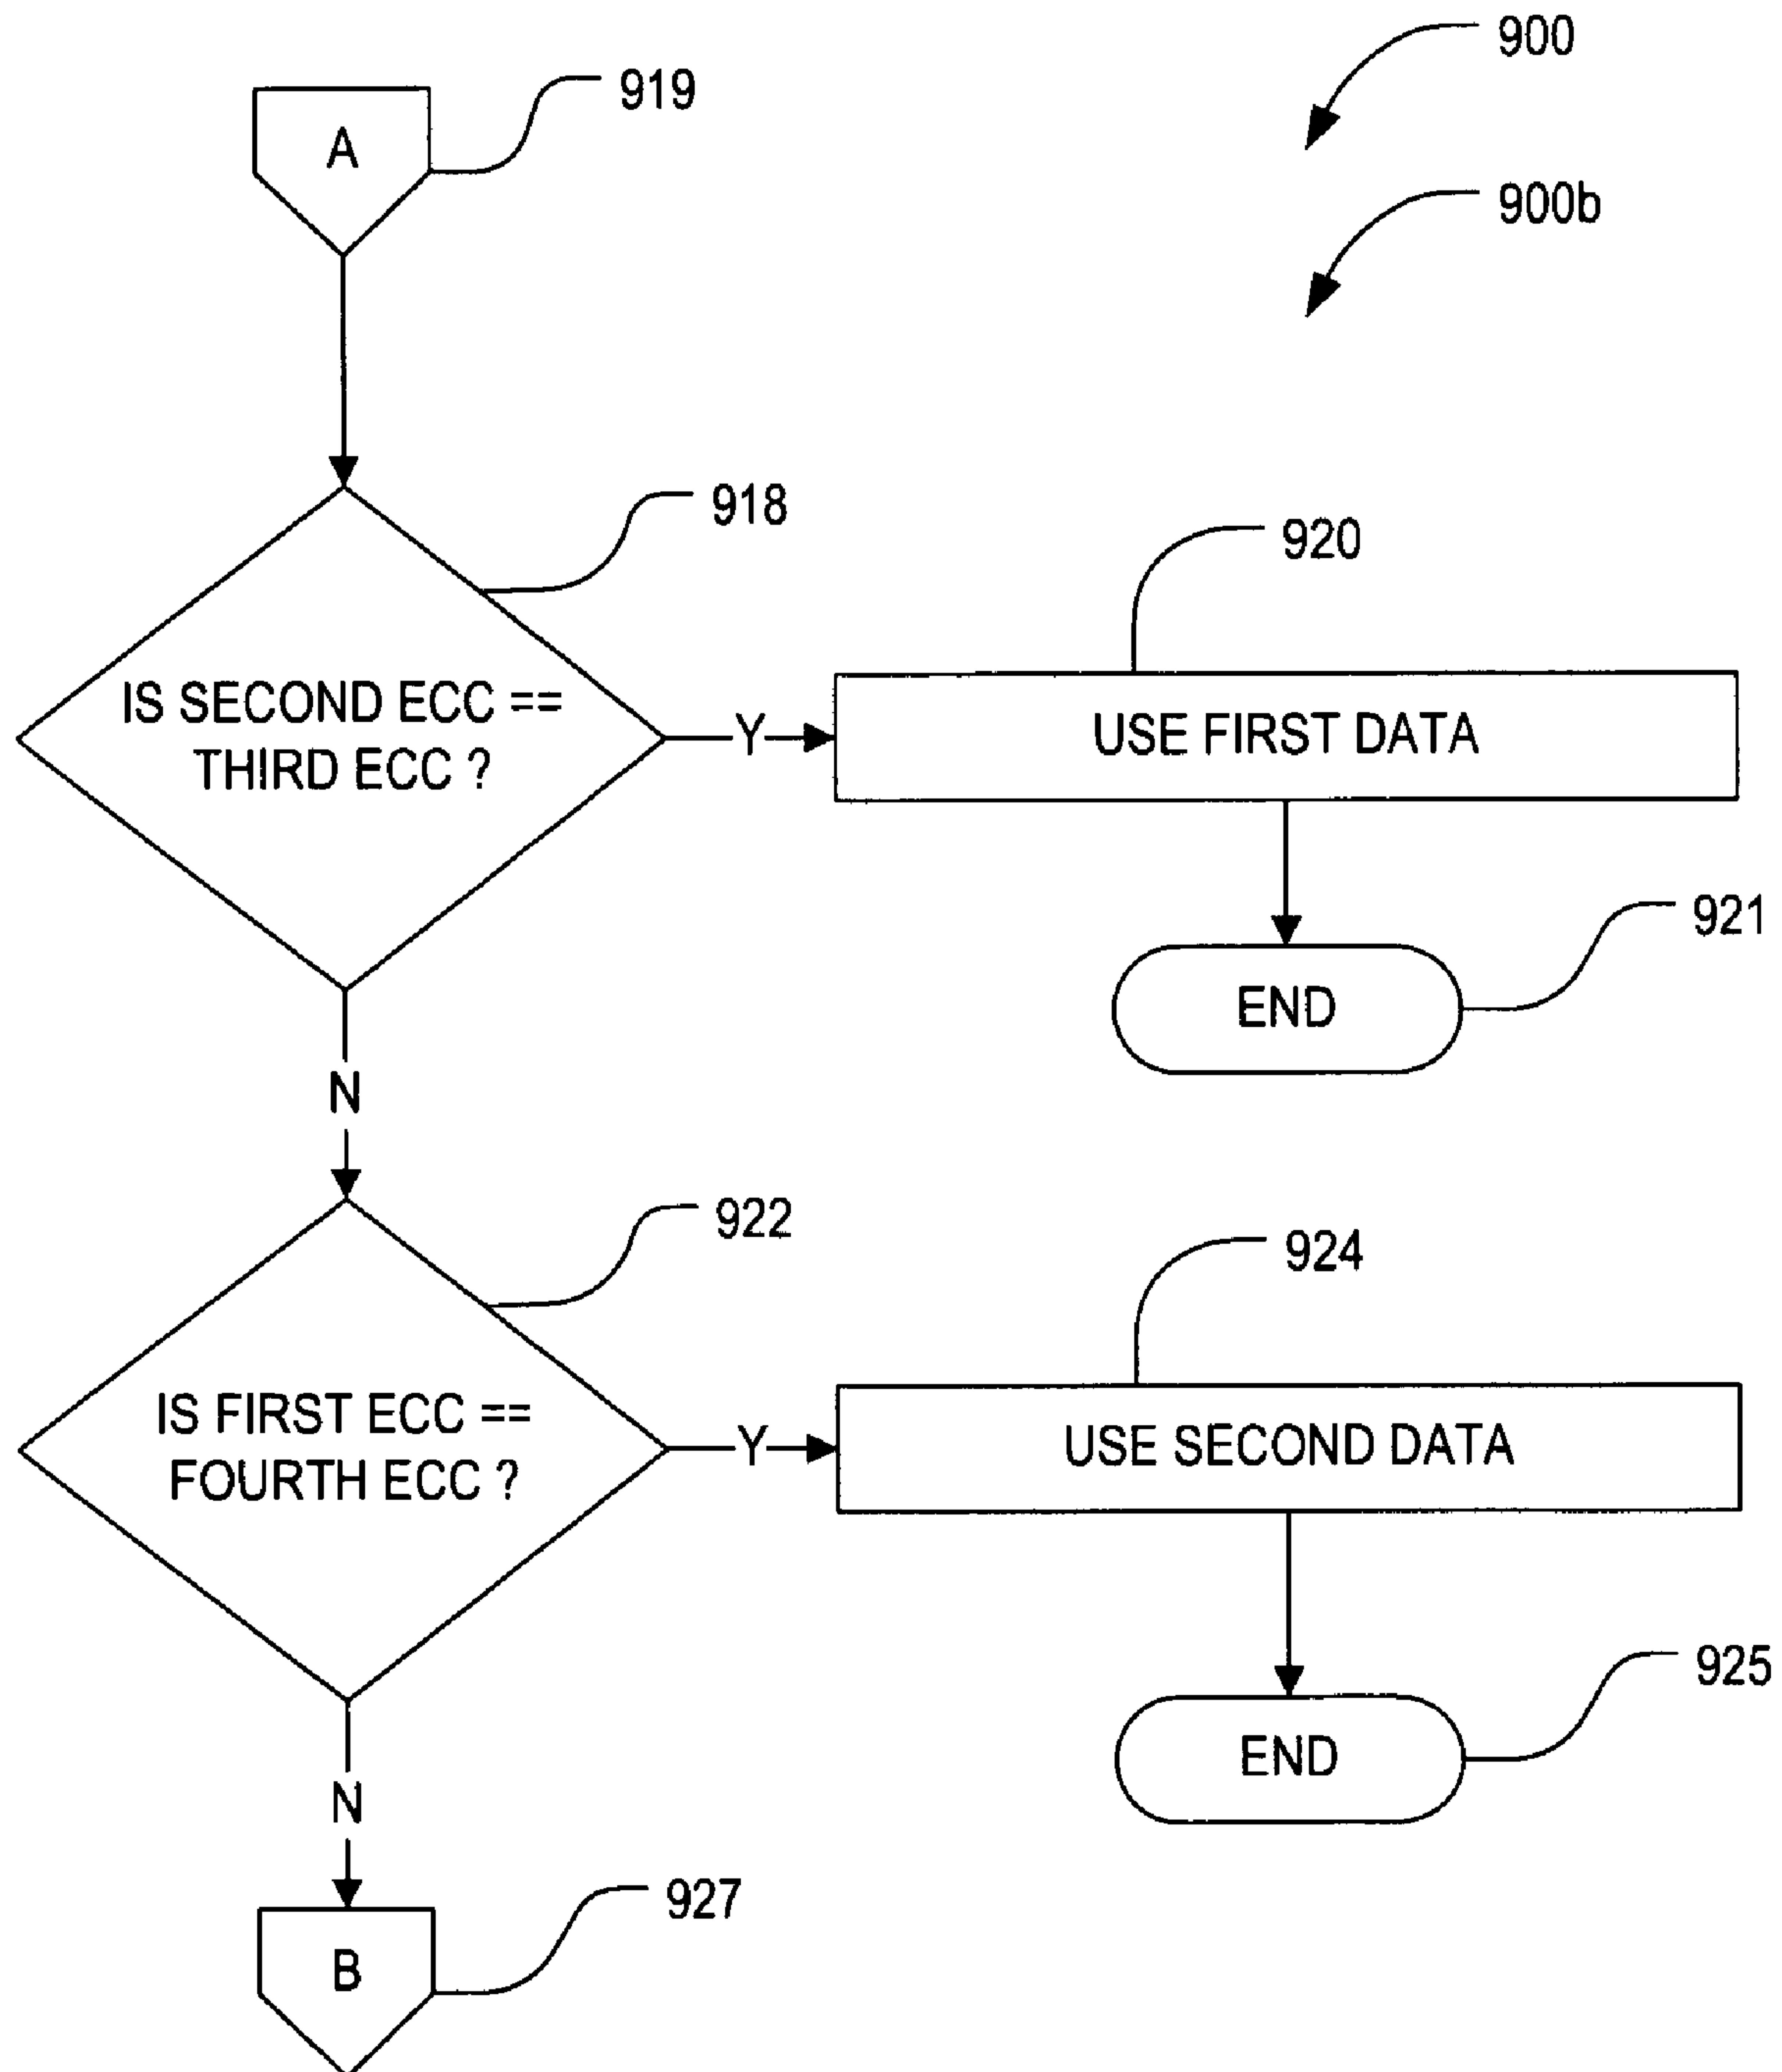 900
919
A
900b
918
920
IS SECOND ECC ==
THIRD ECC ?
Y
USE FIRST DATA
921
END
N
922
924
IS FIRST ECC ==
FOURTH ECC ?
Y
USE SECOND DATA
925
END
N
927
B